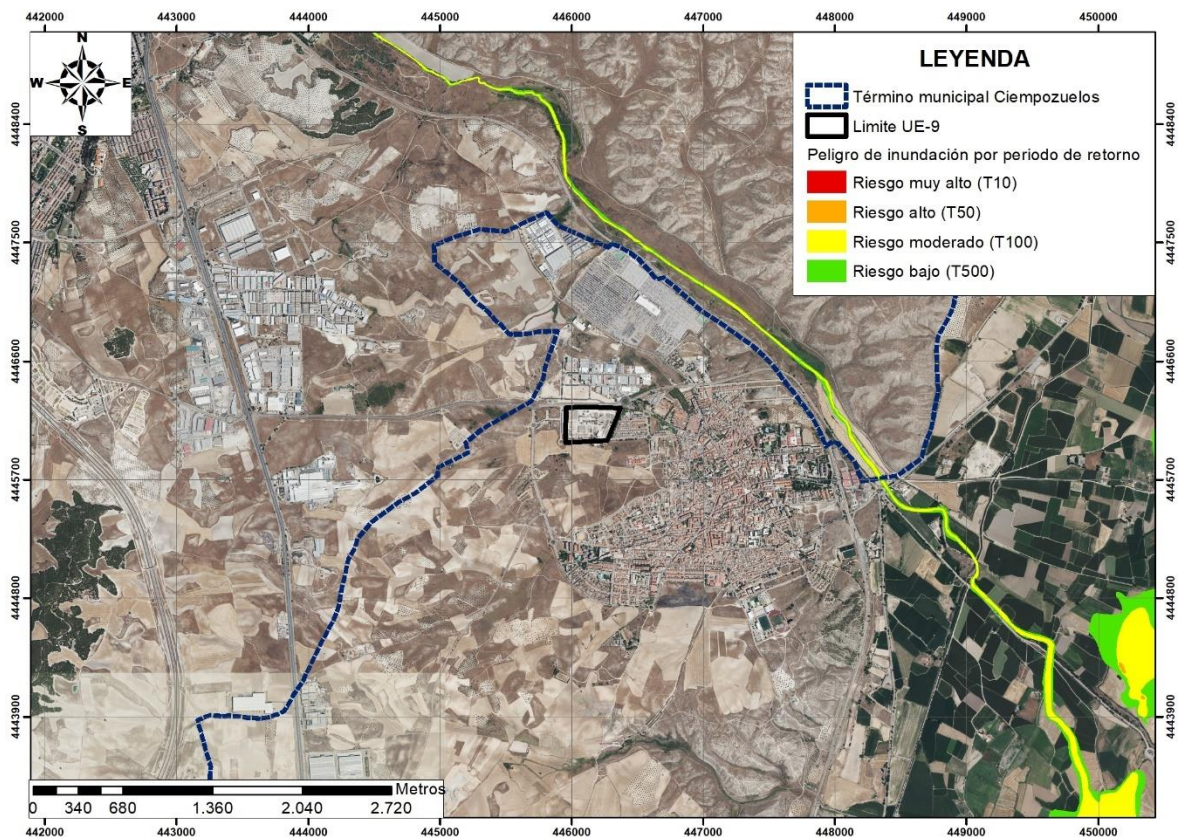 442000 443000 444000 445000 446000 447000 448000 449000 450000
N
W E
S
LEYENDA
Término municipal Ciempozuelos
Limite UE-9
Peligro de inundación por periodo de retorno
Riesgo muy alto (T10)
Riesgo alto (T50)
Riesgo moderado (T100)
Riesgo bajo (T500)
4448400 4448400
4447500 4447500
4446600 4446600
4445700 4445700
4444800 4444800
4443900 4443900
Metros
0 340 680 1.360 2.040 2.720
442000 443000 444000 445000 446000 447000 448000 449000 450000